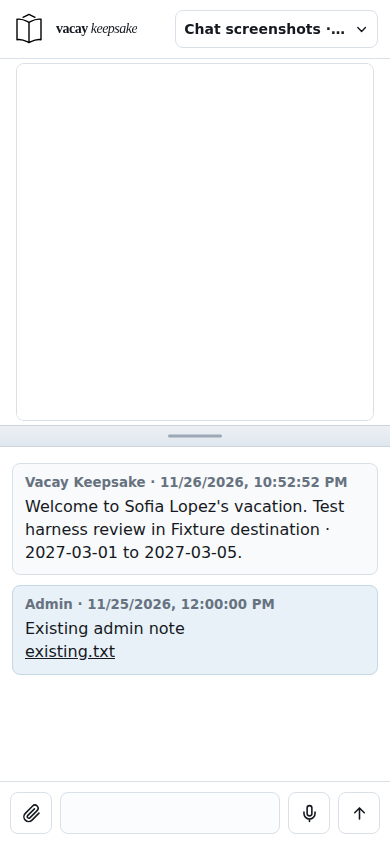 vacay keepsake
Chat screenshots ·...
Vacay Keepsake · 11/26/2026, 10:52:52 PM
Welcome to Sofia Lopez's vacation. Test
harness review in Fixture destination ·
2027-03-01 to 2027-03-05.
Admin · 11/25/2026, 12:00:00 PM
Existing admin note
existing.txt